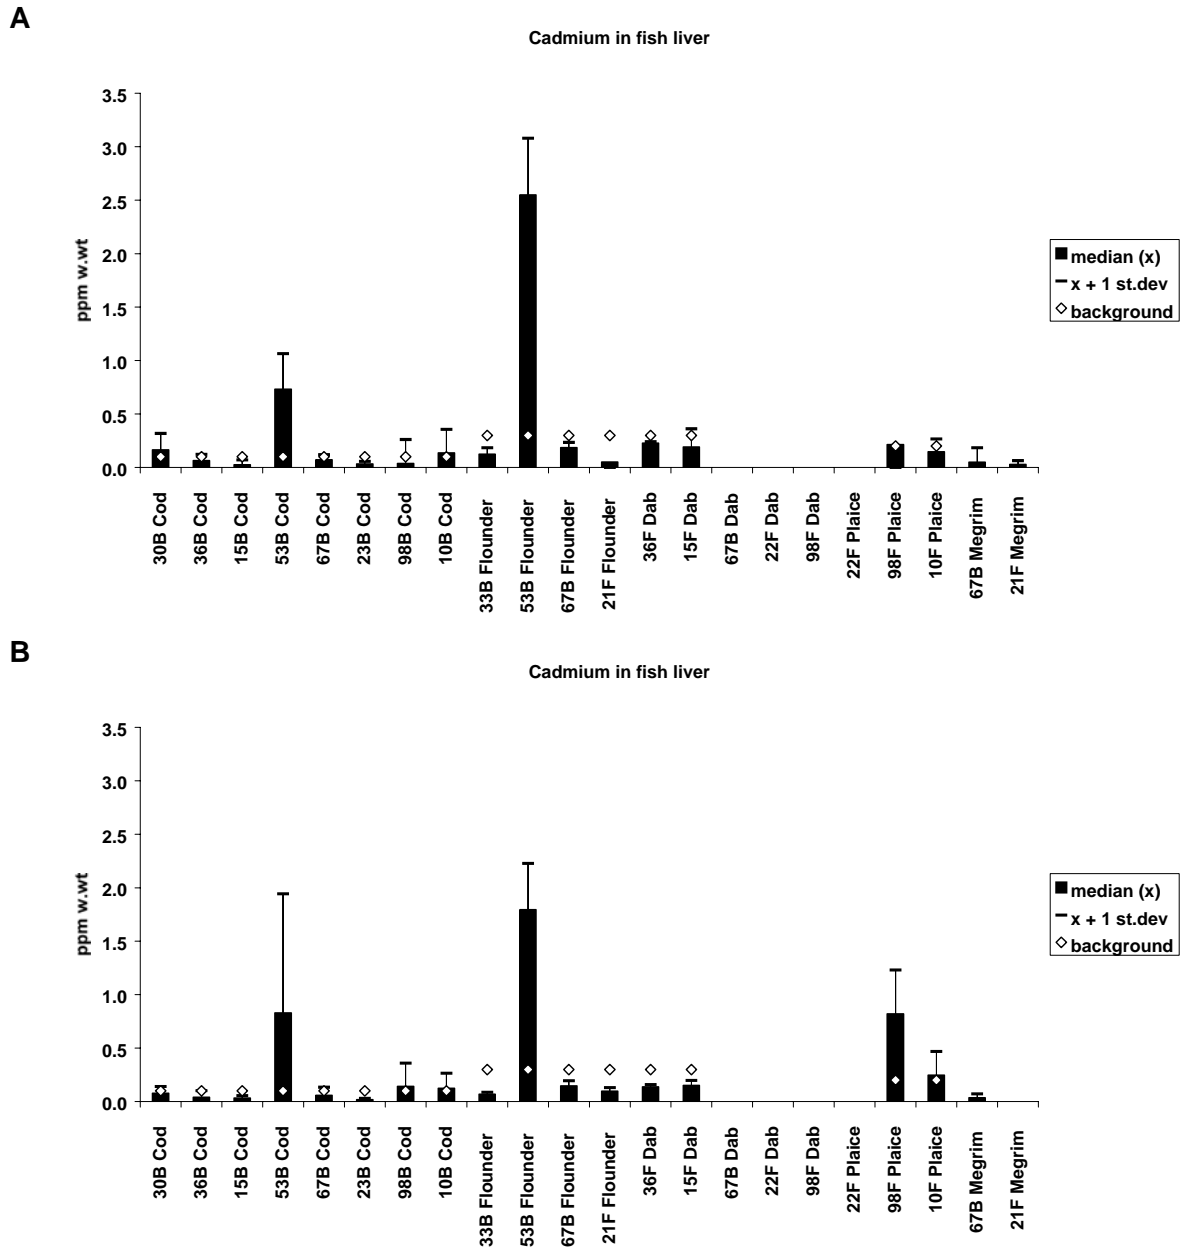 A
Cadmium in fish liver
3.5
3.0
2.5
2.0
1.5
1.0
0.5
0.0
ppm w.wt
30B Cod
36B Cod
15B Cod
53B Cod
67B Cod
23B Cod
98B Cod
10B Cod
33B Flounder
53B Flounder
67B Flounder
21F Flounder
36F Dab
15F Dab
67B Dab
22F Dab
98F Dab
22F Plaice
98F Plaice
10F Plaice
67B Megrim
21F Megrim
median (x)
x + 1 st.dev
background
B
Cadmium in fish liver
3.5
3.0
2.5
2.0
1.5
1.0
0.5
0.0
ppm w.wt
30B Cod
36B Cod
15B Cod
53B Cod
67B Cod
23B Cod
98B Cod
10B Cod
33B Flounder
53B Flounder
67B Flounder
21F Flounder
36F Dab
15F Dab
67B Dab
22F Dab
98F Dab
22F Plaice
98F Plaice
10F Plaice
67B Megrim
21F Megrim
median (x)
x + 1 st.dev
background